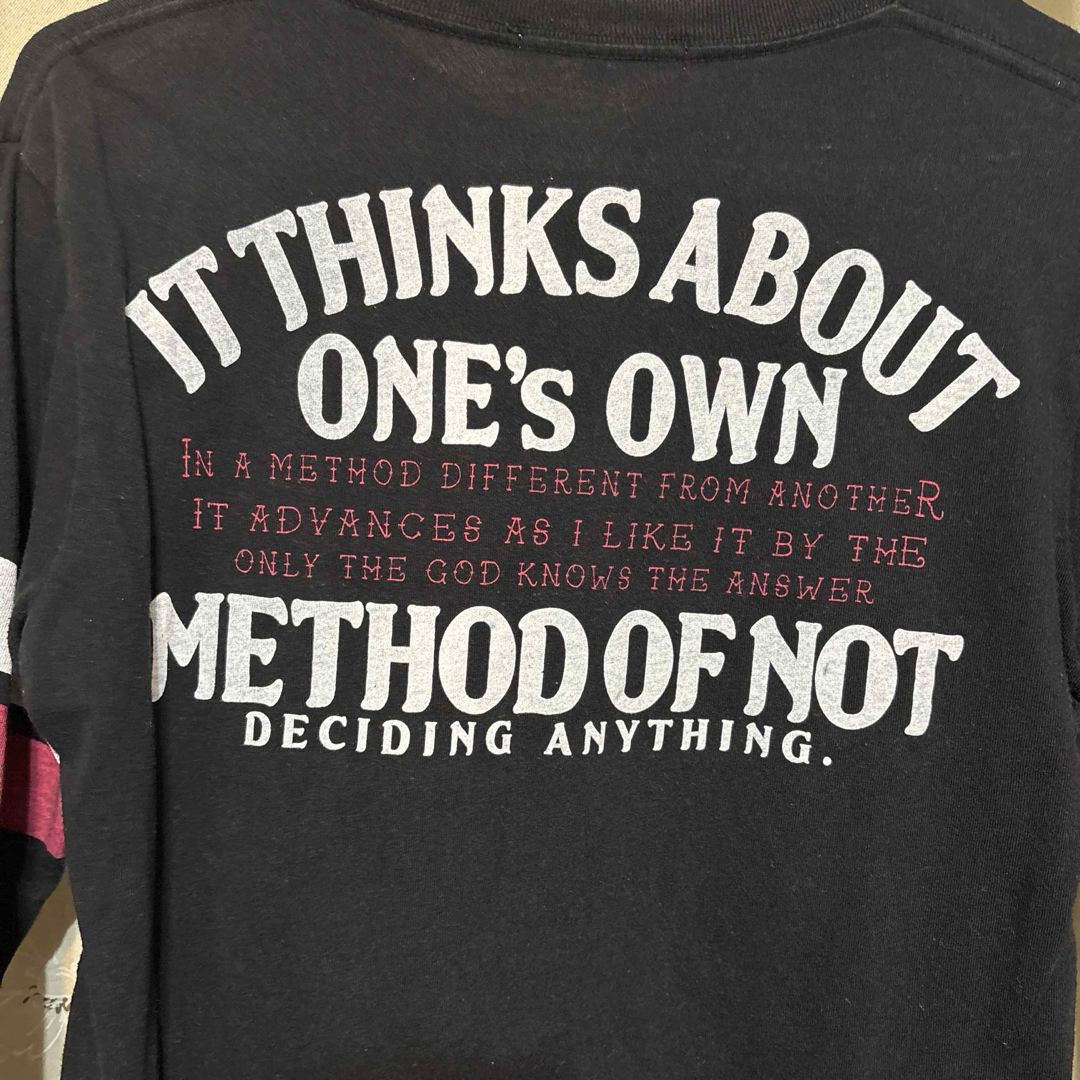 IT THINKS ABOUT
ONE's OWN
IN A METHOD DIFFERENT FROM ANOTHER
IT ADVANCES AS I LIKE IT BY THE
ONLY THE GOD KNOWS THE ANSWER
METHOD OF NOT
DECIDING ANYTHING.